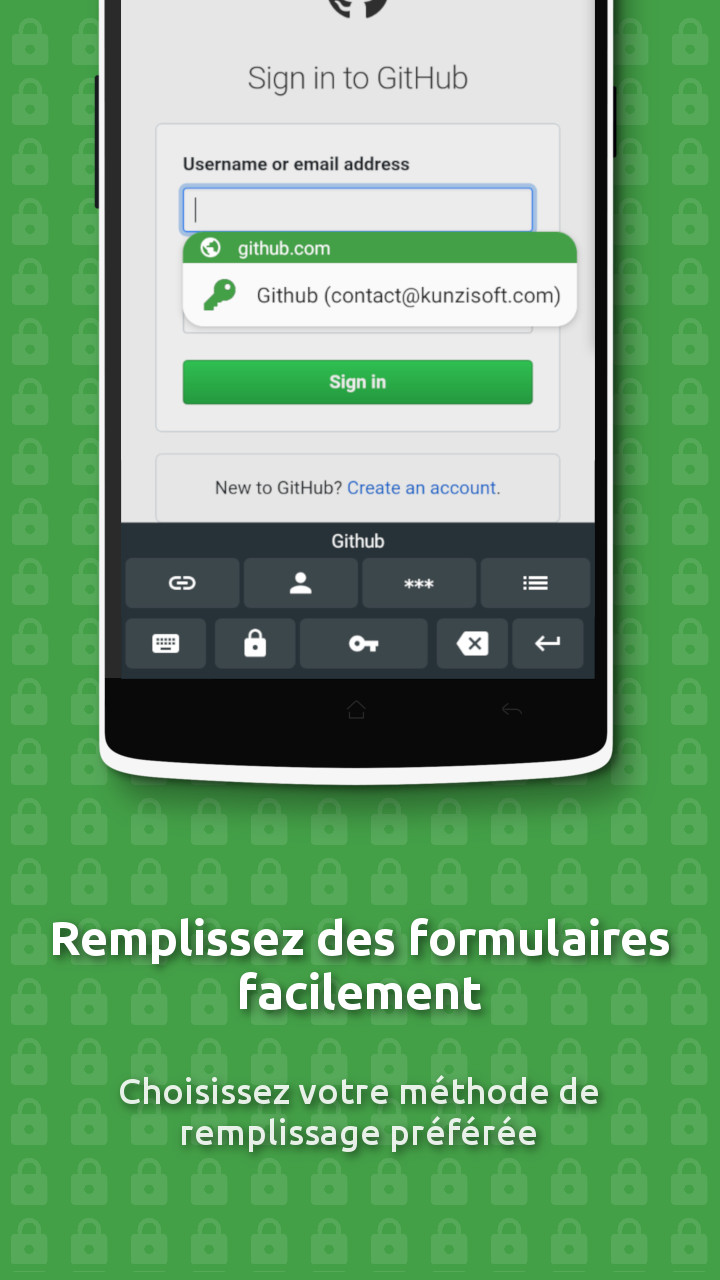 Sign in to GitHub
Username or email address
github.com
Github (contact@kunzisoft.com)
Sign in
New to GitHub? Create an account.
Github
***
Remplissez des formulaires
facilement
Choisissez votre méthode de
remplissage préférée